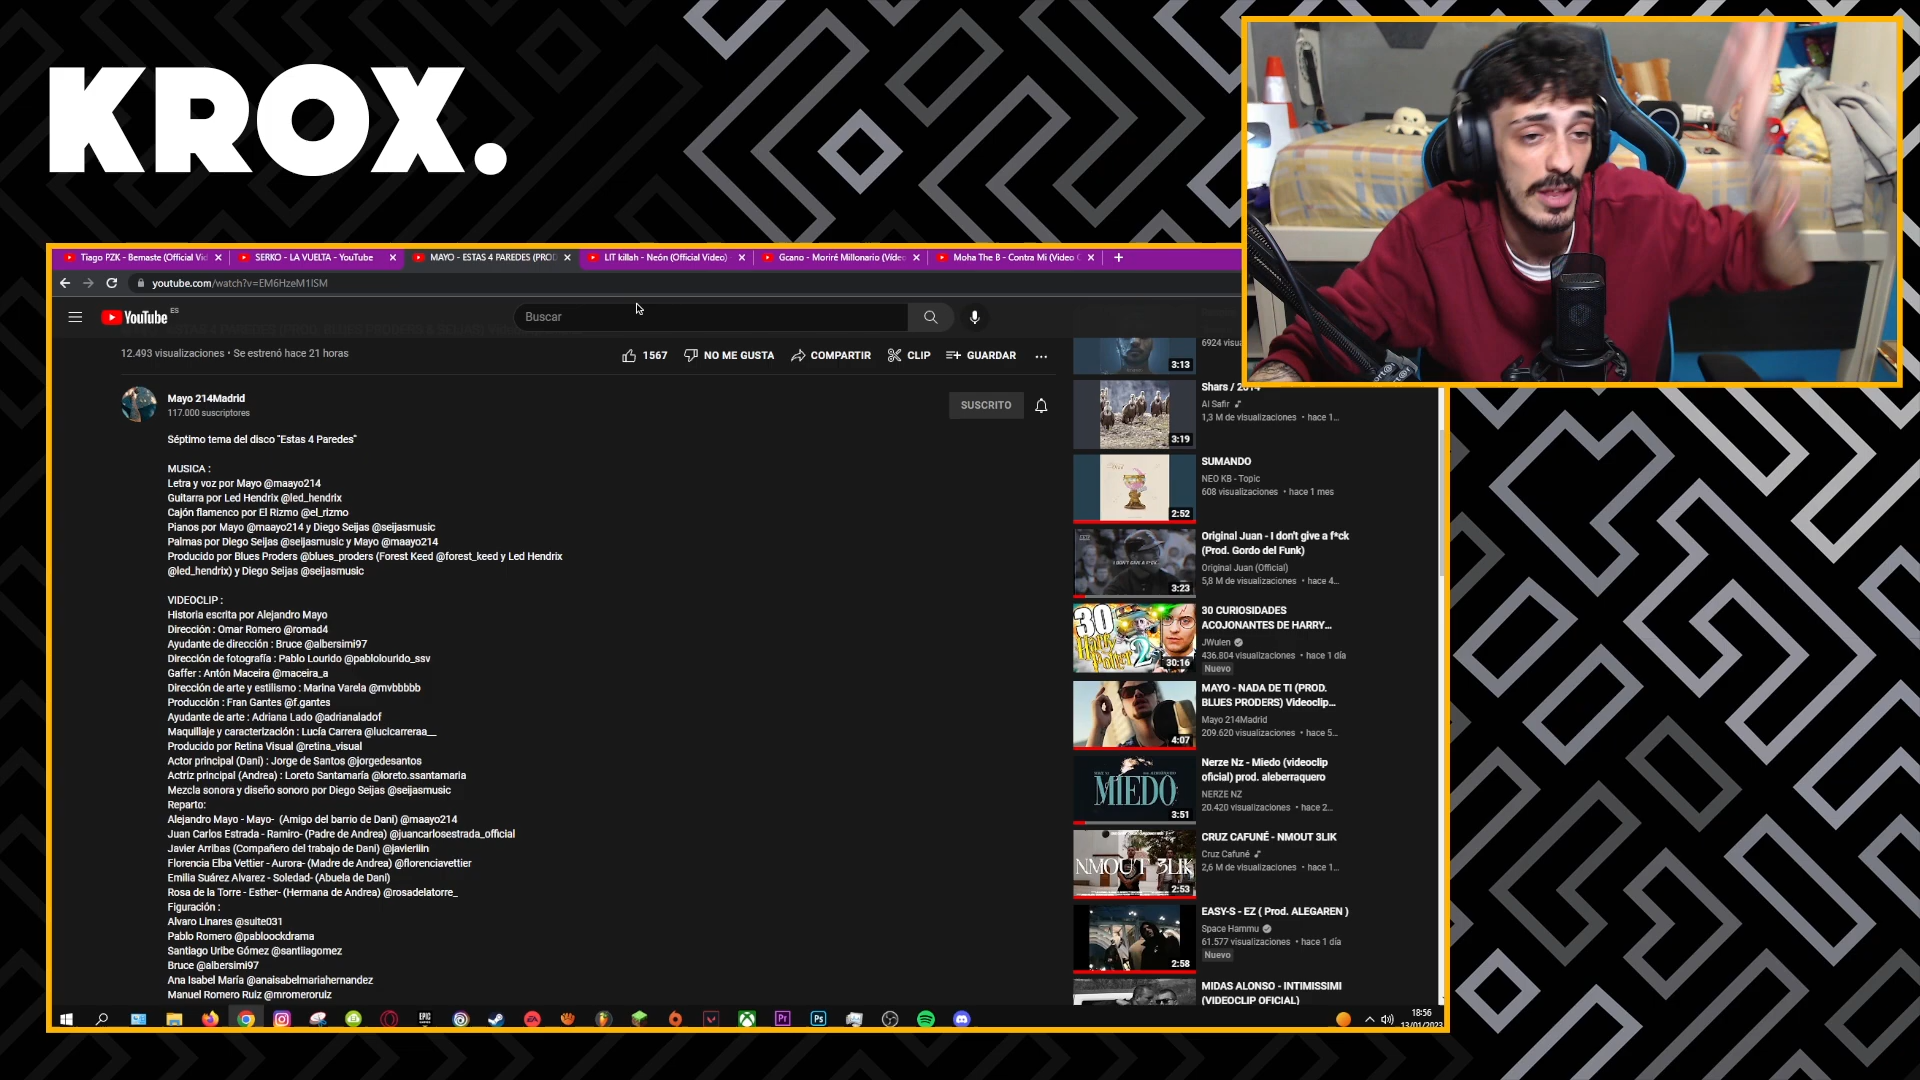 KROX.
Tiago PZK - Bemaste (Official Vid
SERKO - LA VUELTA - YouTube
MAYO - ESTAS 4 PAREDES (PROD
LIT killah - Neón (Official Video)
Gcano - Moriré Millonario (Vídeo
Moha The B - Contra Mi (Video C
youtube.com/watch?v=EM6HzeM1ISM
YouTube ES
Buscar
12.493 visualizaciones • Se estrenó hace 21 horas
1567
NO ME GUSTA
COMPARTIR
CLIP
GUARDAR
Mayo 214Madrid
117.000 suscriptores
SUSCRITO
Séptimo tema del disco "Estas 4 Paredes"
MUSICA :
Letra y voz por Mayo @maayo214
Guitarra por Led Hendrix @led_hendrix
Cajón flamenco por El Rizmo @el_rizmo
Pianos por Mayo @maayo214 y Diego Seijas @seijasmusic
Palmas por Diego Seijas @seijasmusic y Mayo @maayo214
Producido por Blues Proders @blues_proders (Forest Keed @forest_keed y Led Hendrix
@led_hendrix) y Diego Seijas @seijasmusic
VIDEOCLIP :
Historia escrita por Alejandro Mayo
Dirección : Omar Romero @romad4
Ayudante de dirección : Bruce @albersimi97
Dirección de fotografía : Pablo Lourido @pablolourido_ssv
Gaffer : Antón Maceira @maceira_a
Dirección de arte y estilismo : Marina Varela @mvbbbbb
Producción : Fran Gantes @f.gantes
Ayudante de arte : Adriana Lado @adrianaladof
Maquillaje y caracterización : Lucía Carrera @lucicarreraa__
Producido por Retina Visual @retina_visual
Actor principal (Dani) : Jorge de Santos @jorgedesantos
Actriz principal (Andrea) : Loreto Santamaría @loreto.ssantamaria
Mezcla sonora y diseño sonoro por Diego Seijas @seijasmusic
Reparto:
Alejandro Mayo - Mayo- (Amigo del barrio de Dani) @maayo214
Juan Carlos Estrada - Ramiro- (Padre de Andrea) @juancarlosestrada_official
Javier Arribas (Compañero del trabajo de Dani) @javieriiin
Florencia Elba Vettier - Aurora- (Madre de Andrea) @florenciavettier
Emilia Suárez Alvarez - Soledad- (Abuela de Dani)
Rosa de la Torre - Esther- (Hermana de Andrea) @rosadelatorre_
Figuración :
Alvaro Linares @suite031
Pablo Romero @pabloockdrama
Santiago Uribe Gómez @santiiagomez
Bruce @albersimi97
Ana Isabel María @anaisabelmariahernandez
Manuel Romero Ruiz @mromeroruiz
6924 visua
3:13
Shars / 2014
Al Safir
1,3 M de visualizaciones • hace 1...
3:19
SUMANDO
NEO KB - Topic
608 visualizaciones • hace 1 mes
2:52
Original Juan - I don't give a f*ck
(Prod. Gordo del Funk)
Original Juan (Official)
5,8 M de visualizaciones • hace 4...
3:23
30 CURIOSIDADES
ACOJONANTES DE HARRY...
JWulen
436.804 visualizaciones • hace 1 día
Nuevo
30
Harry
Potter 2
30:16
MAYO - NADA DE TI (PROD.
BLUES PRODERS) Videoclip...
Mayo 214Madrid
209.620 visualizaciones • hace 5...
4:07
Nerze Nz - Miedo (videoclip
oficial) prod. aleberraquero
NERZE NZ
20.420 visualizaciones • hace 2...
MIEDO
3:51
CRUZ CAFUNÉ - NMOUT 3LIK
Cruz Cafuné
2,6 M de visualizaciones • hace 1...
NMOUT 3LIK
2:53
EASY-S - EZ ( Prod. ALEGAREN )
Space Hammu
61.577 visualizaciones • hace 1 día
Nuevo
2:58
MIDAS ALONSO - INTIMISSIMI
(VIDEOCLIP OFICIAL)
EPIC
Pr
Ps
18:56
13/01/2023